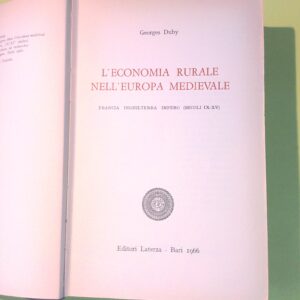 Georges Duby
L'ECONOMIA RURALE
NELL'EUROPA MEDIEVALE
FRANCIA INGHILTERRA IMPERO (SECOLI IX-XV)
Editori Laterza - Bari 1966